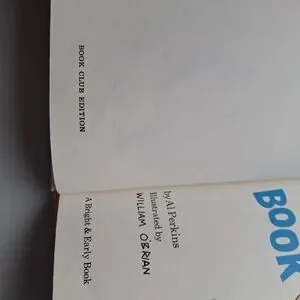 BOOK CLUB EDITION
BOOK
by Al Perkins
Illustrated by
WILLIAM O'BRIAN
A Bright & Early Book